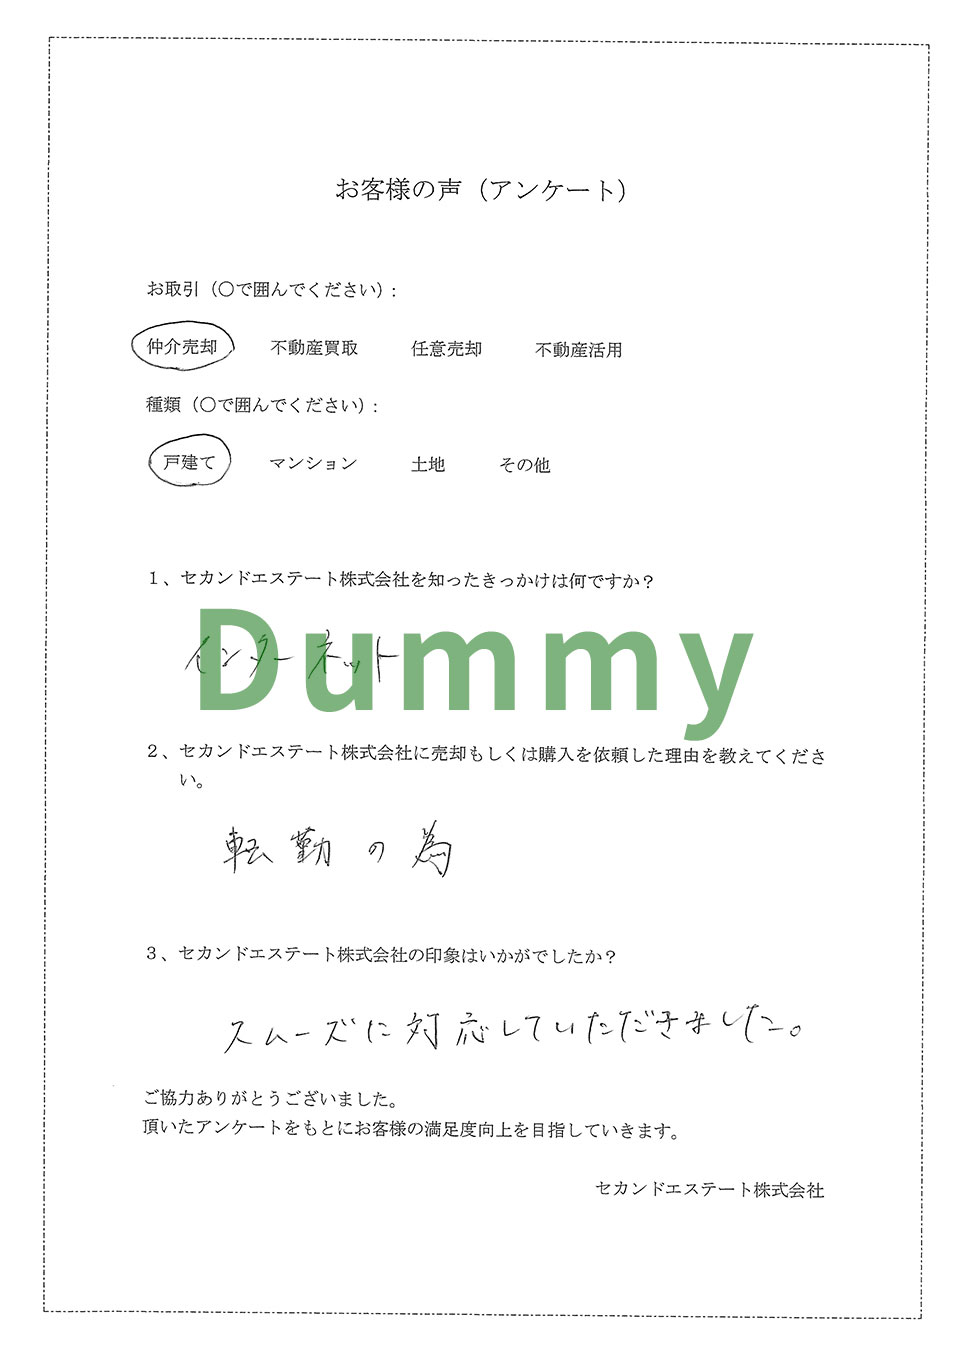 お客様の声（アンケート）
お取引（〇で囲んでください）:
仲介売却 不動産買取 任意売却 不動産活用
種類（〇で囲んでください）:
戸建て マンション 土地 その他
１、セカンドエステート株式会社を知ったきっかけは何ですか？
インターネット
Dummy
２、セカンドエステート株式会社に売却もしくは購入を依頼した理由を教えてくださ
い。
転勤の為
３、セカンドエステート株式会社の印象はいかがでしたか？
スムーズに対応していただきました。
ご協力ありがとうございました。
頂いたアンケートをもとにお客様の満足度向上を目指していきます。
セカンドエステート株式会社